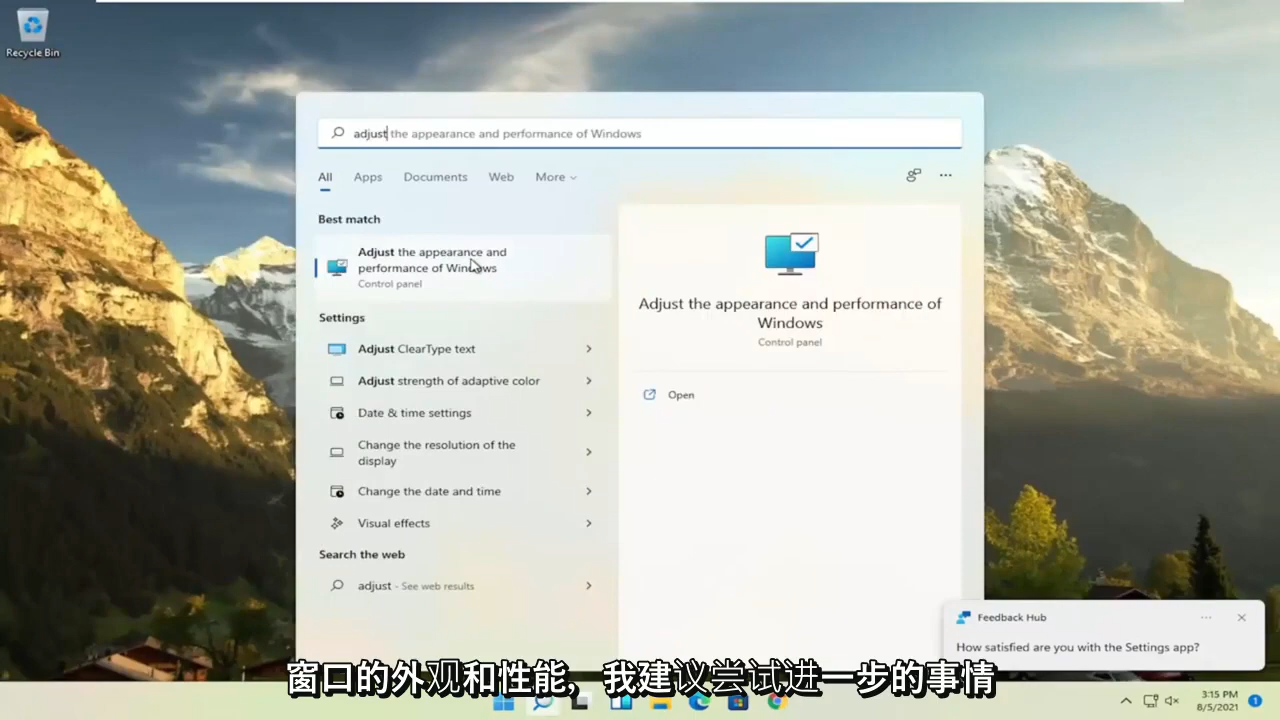 Recycle Bin
adjust the appearance and performance of Windows
All Apps Documents Web More
Best match
Adjust the appearance and
performance of Windows
Control panel
Settings
Adjust ClearType text
Adjust strength of adaptive color
Date & time settings
Change the resolution of the
display
Change the date and time
Visual effects
Search the web
adjust - See web results
Adjust the appearance and performance of
Windows
Control panel
Open
Feedback Hub
How satisfied are you with the Settings app?
窗口的外观和性能，我建议尝试进一步的事情
3:15 PM
8/5/2021
1